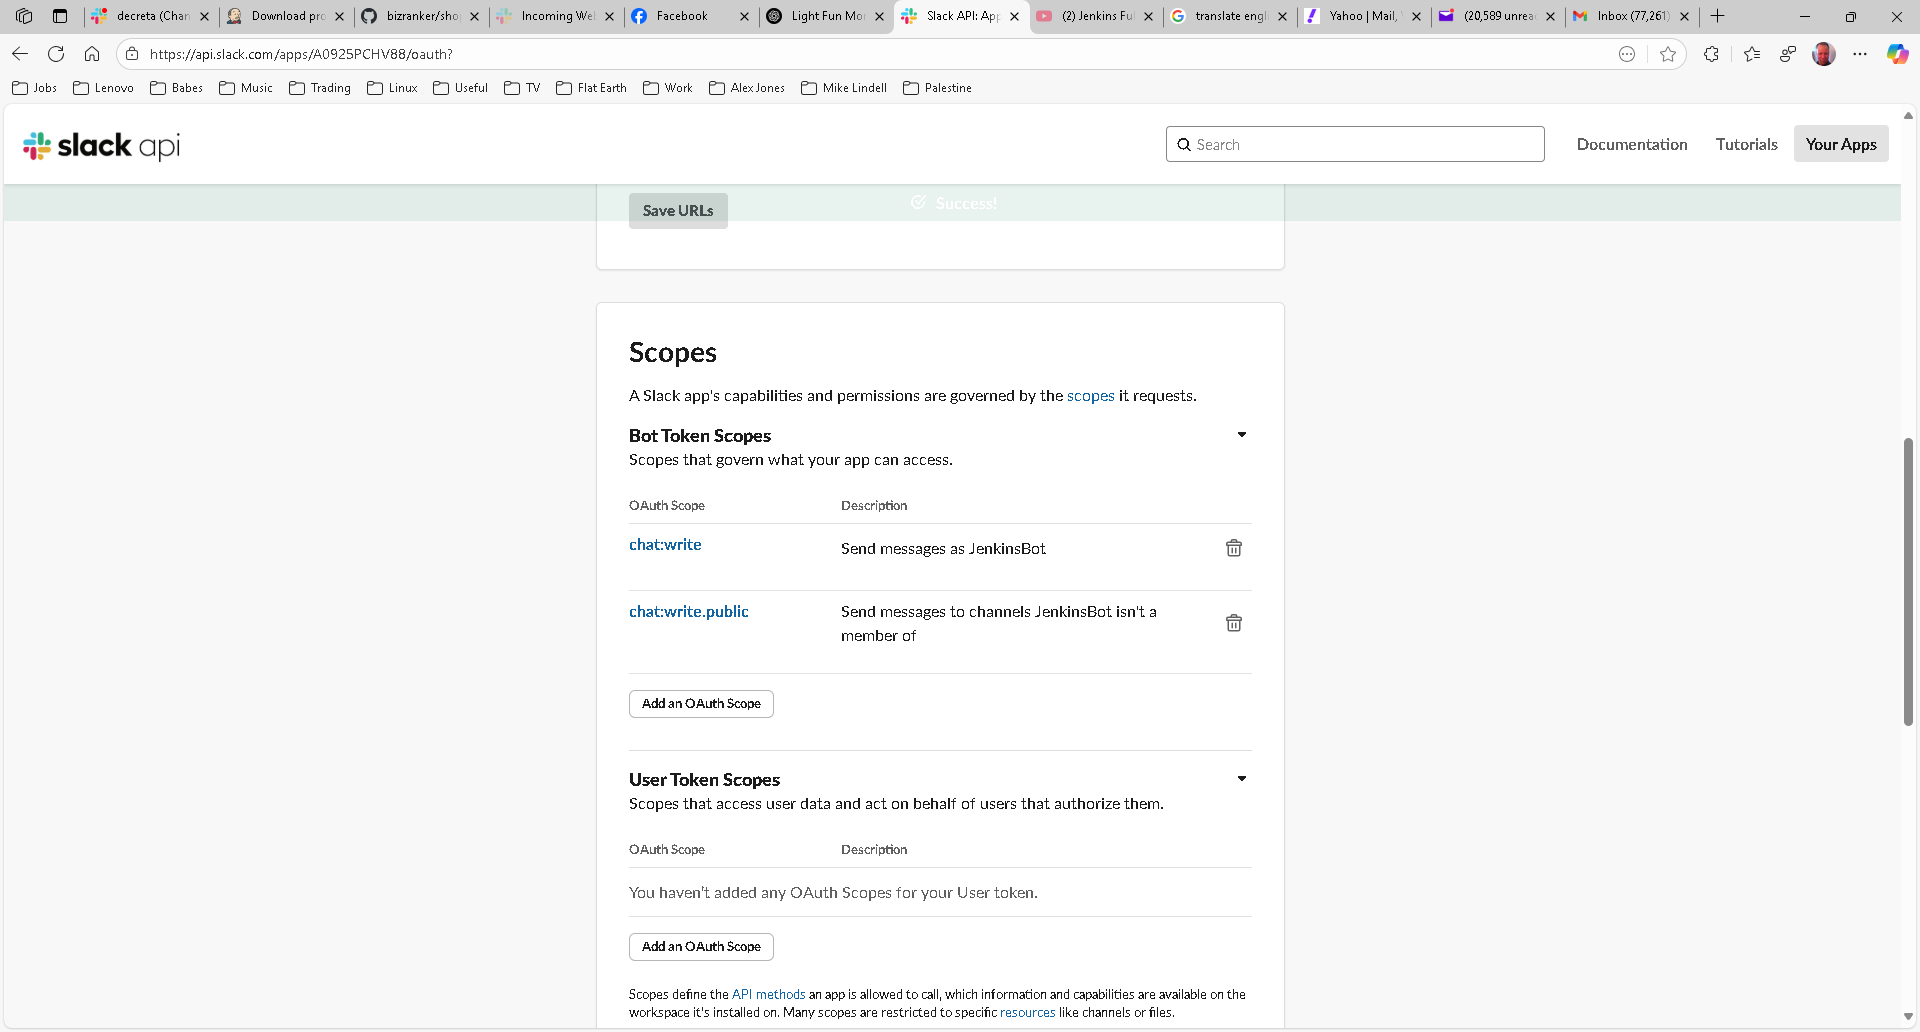 decreta (Chan
Download pro
bizranker/sho
Incoming We
Facebook
Light Fun Mo
Slack API: App
(2) Jenkins Ful
translate engl
Yahoo | Mail,
(20,589 unrea
Inbox (77,261)
https://api.slack.com/apps/A0925PCHV88/oauth?
Jobs
Lenovo
Babes
Music
Trading
Linux
Useful
TV
Flat Earth
Work
Alex Jones
Mike Lindell
Palestine
slack api
Search
Documentation
Tutorials
Your Apps
Save URLs
Success!
Scopes
A Slack app's capabilities and permissions are governed by the scopes it requests.
Bot Token Scopes
Scopes that govern what your app can access.
OAuth Scope Description
chat:write Send messages as JenkinsBot
chat:write.public Send messages to channels JenkinsBot isn't a
member of
Add an OAuth Scope
User Token Scopes
Scopes that access user data and act on behalf of users that authorize them.
OAuth Scope Description
You haven't added any OAuth Scopes for your User token.
Add an OAuth Scope
Scopes define the API methods an app is allowed to call, which information and capabilities are available on the
workspace it's installed on. Many scopes are restricted to specific resources like channels or files.